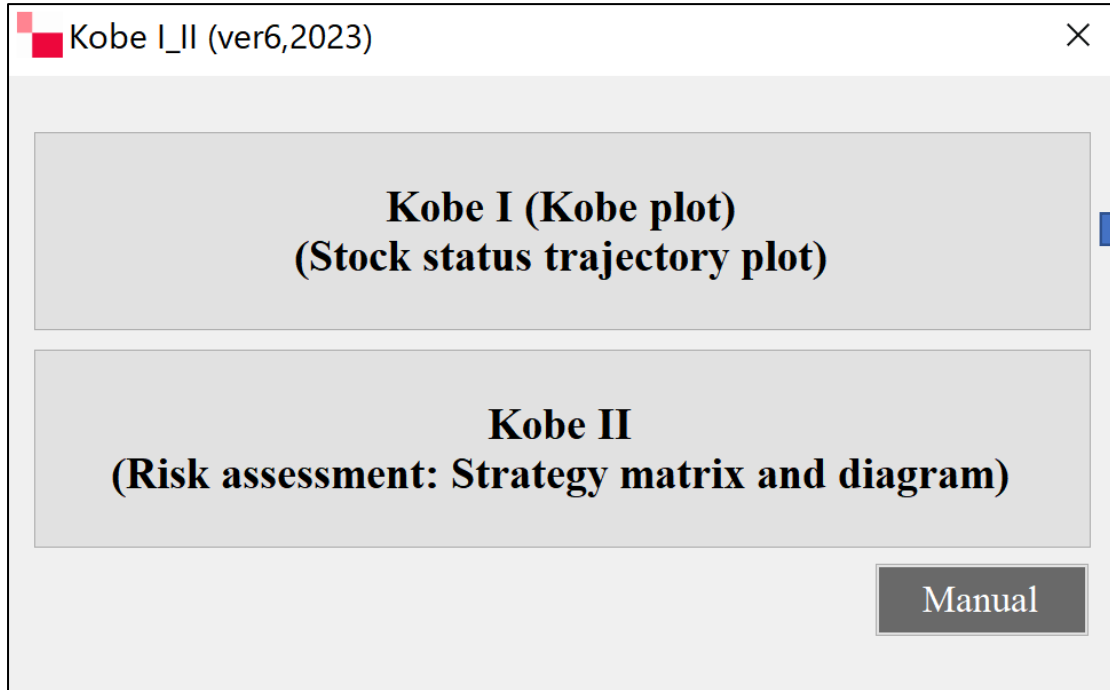 Kobe I_II (ver6,2023)
Kobe I (Kobe plot)
(Stock status trajectory plot)
Kobe II
(Risk assessment: Strategy matrix and diagram)
Manual